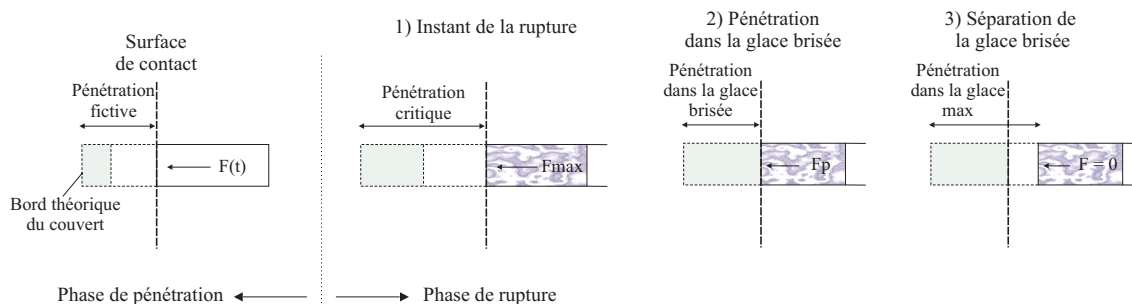 Surface
de contact
Pénétration
fictive
F(t)
Bord théorique
du couvert
1) Instant de la rupture
Pénétration
critique
Fmax
2) Pénétration
dans la glace brisée
Pénétration
dans la glace
brisée
Fp
3) Séparation de
la glace brisée
Pénétration
dans la glace
max
F = 0
Phase de pénétration
Phase de rupture